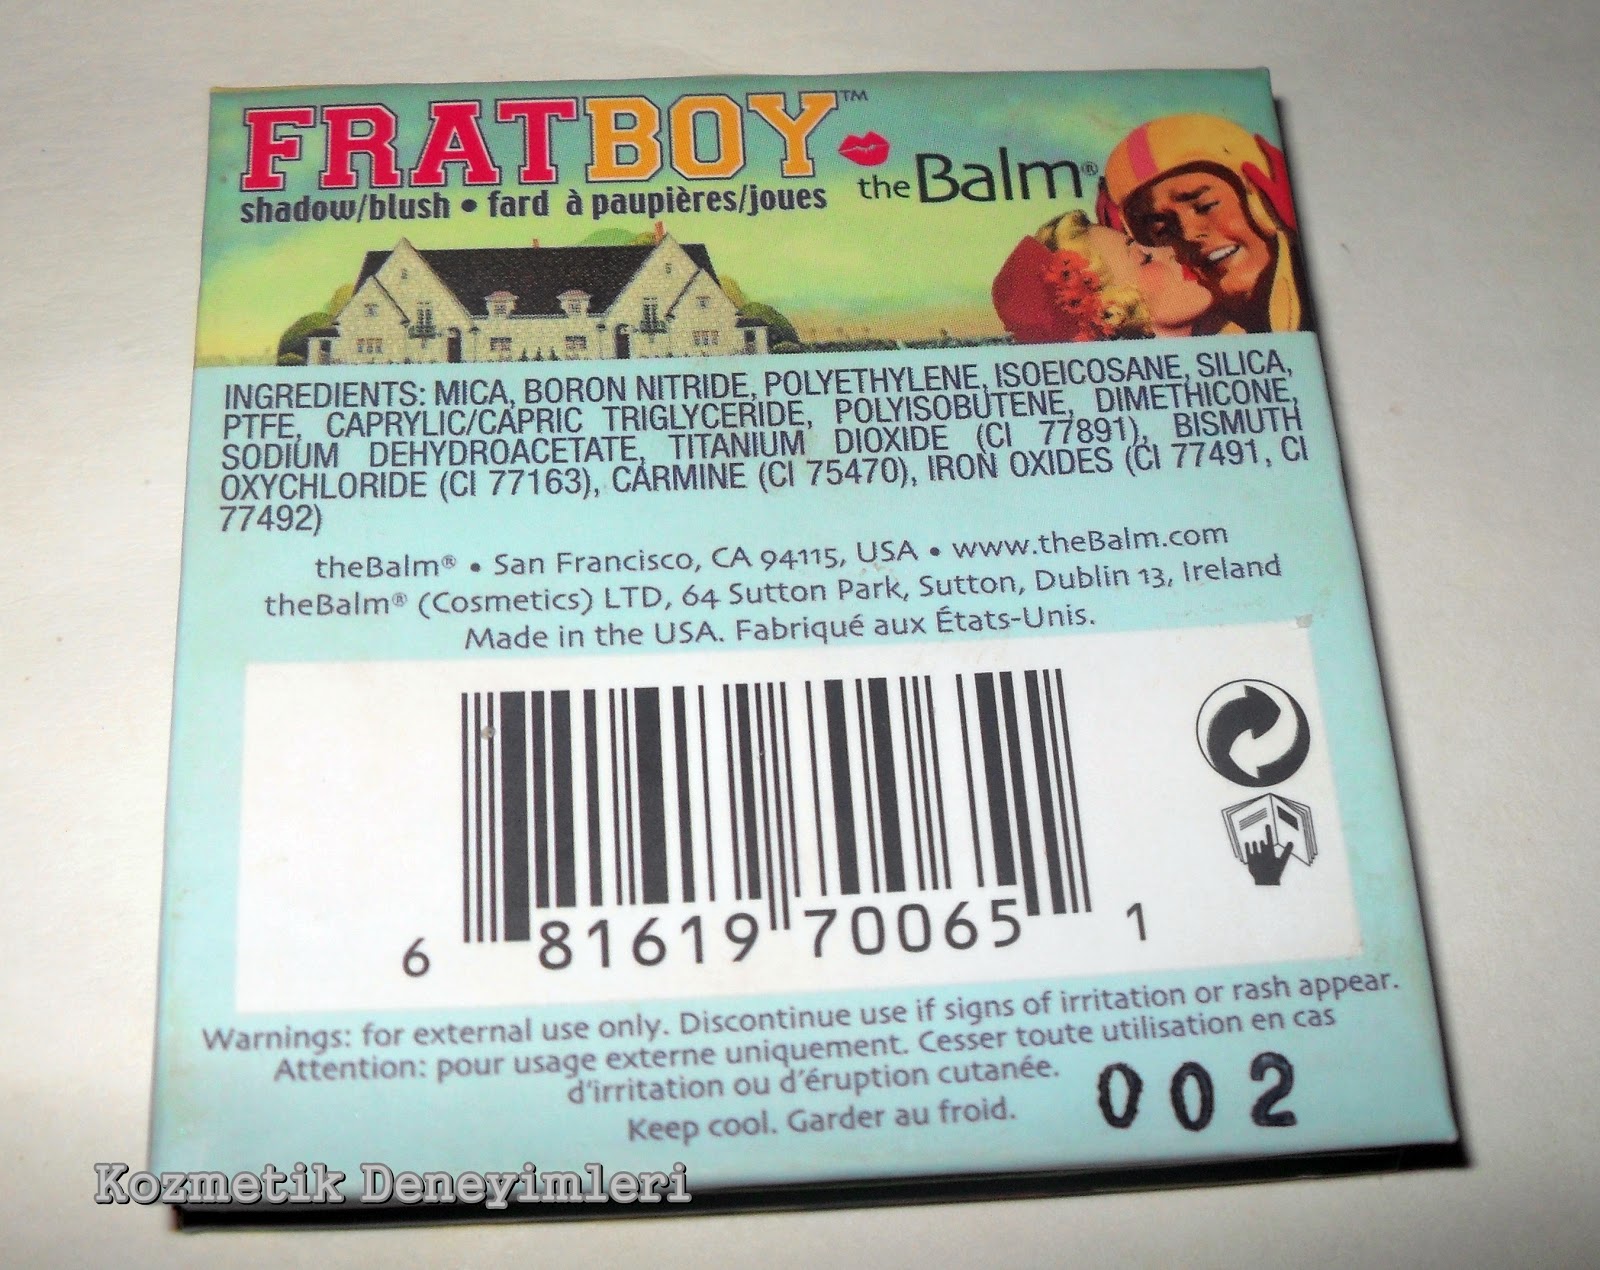 FRATBOY™
shadow/blush • fard à paupières/joues
theBalm®
INGREDIENTS: MICA, BORON NITRIDE, POLYETHYLENE, ISOEICOSANE, SILICA,
PTFE, CAPRYLIC/CAPRIC TRIGLYCERIDE, POLYISOBUTENE, DIMETHICONE,
SODIUM DEHYDROACETATE, TITANIUM DIOXIDE (CI 77891), BISMUTH
OXYCHLORIDE (CI 77163), CARMINE (CI 75470), IRON OXIDES (CI 77491, CI
77492)
theBalm® • San Francisco, CA 94115, USA • www.theBalm.com
theBalm® (Cosmetics) LTD, 64 Sutton Park, Sutton, Dublin 13, Ireland
Made in the USA. Fabriqué aux États-Unis.
6 81619 70065 1
Warnings: for external use only. Discontinue use if signs of irritation or rash appear.
Attention: pour usage externe uniquement. Cesser toute utilisation en cas
d'irritation ou d'éruption cutanée.
Keep cool. Garder au froid.
002
Kozmetik Deneyimleri